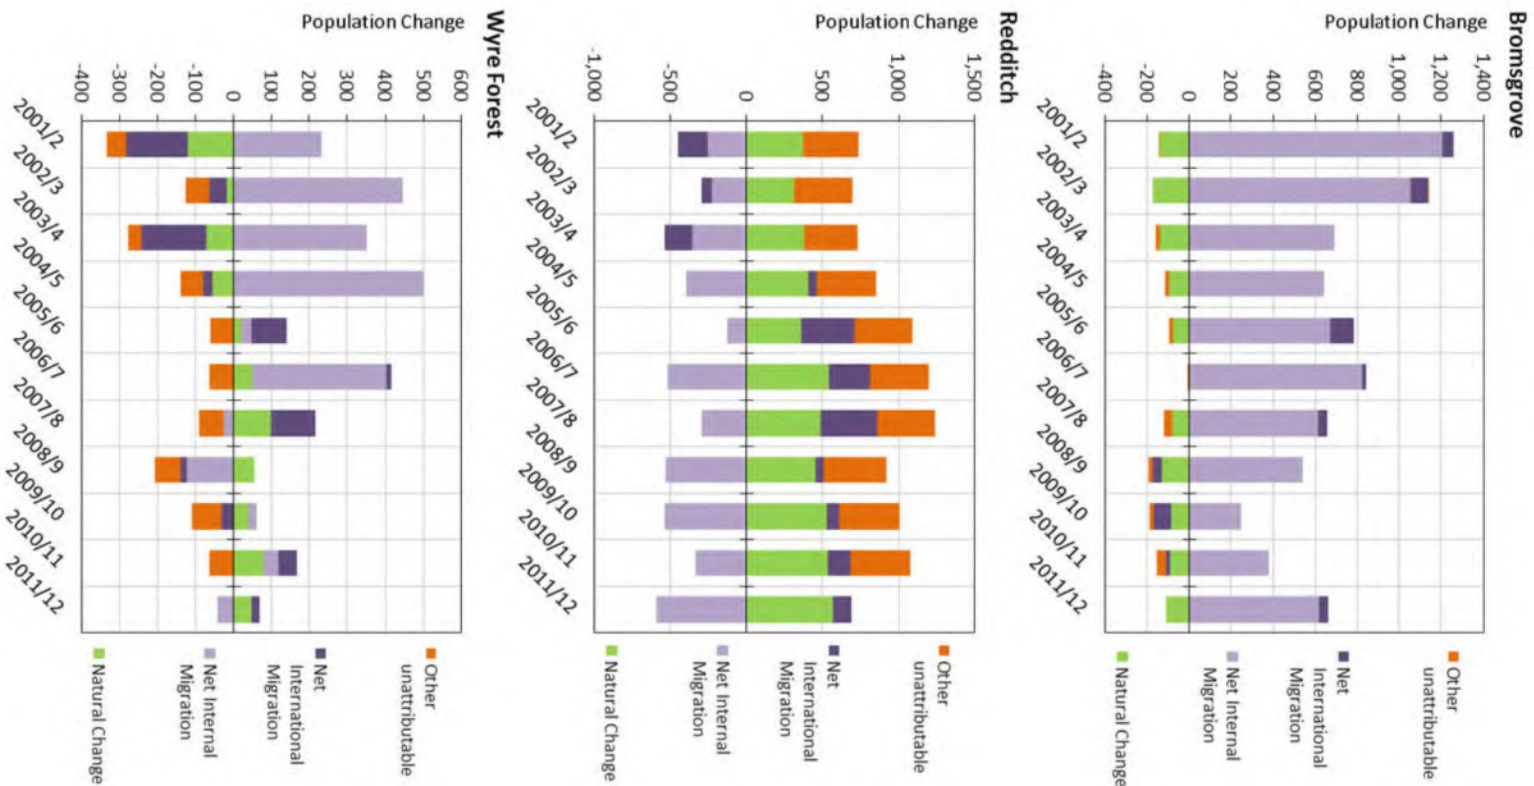 Bromsgrove
Population Change
1,400
1,200
1,000
800
600
400
200
0
-200
-400
2001/2
2002/3
2003/4
2004/5
2005/6
2006/7
2007/8
2008/9
2009/10
2010/11
2011/12
Other
unattributable
Net
International
Migration
Net Internal
Migration
Natural Change
Redditch
Population Change
1,500
1,000
500
0
-500
-1,000
2001/2
2002/3
2003/4
2004/5
2005/6
2006/7
2007/8
2008/9
2009/10
2010/11
2011/12
Other
unattributable
Net
International
Migration
Net Internal
Migration
Natural Change
Wyre Forest
Population Change
600
500
400
300
200
100
0
-100
-200
-300
-400
2001/2
2002/3
2003/4
2004/5
2005/6
2006/7
2007/8
2008/9
2009/10
2010/11
2011/12
Other
unattributable
Net
International
Migration
Net Internal
Migration
Natural Change